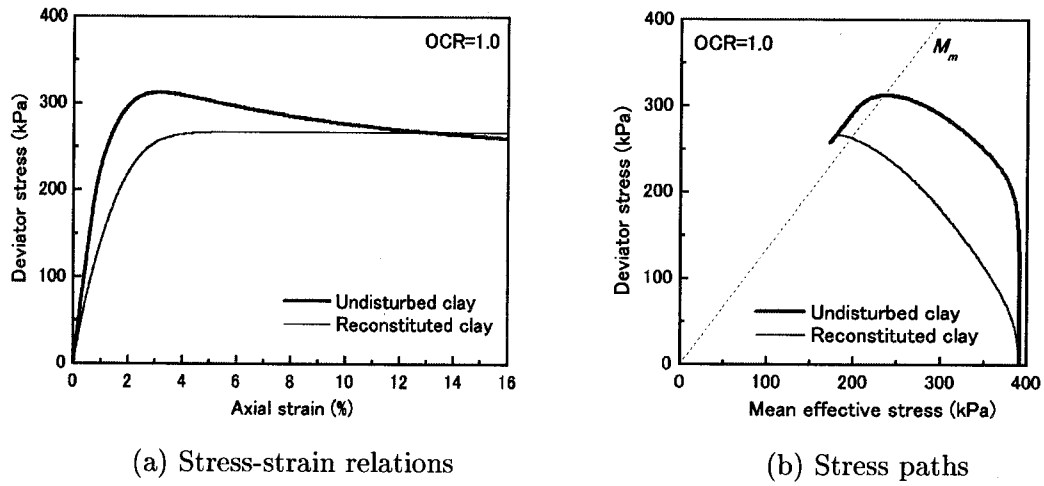 400
300
200
100
0
Deviator stress (kPa)
OCR=1.0
Undisturbed clay
Reconstituted clay
0 2 4 6 8 10 12 14 16
Axial strain (%)
(a) Stress-strain relations
400
300
200
100
0
Deviator stress (kPa)
OCR=1.0
Mm
Undisturbed clay
Reconstituted clay
0 100 200 300 400
Mean effective stress (kPa)
(b) Stress paths